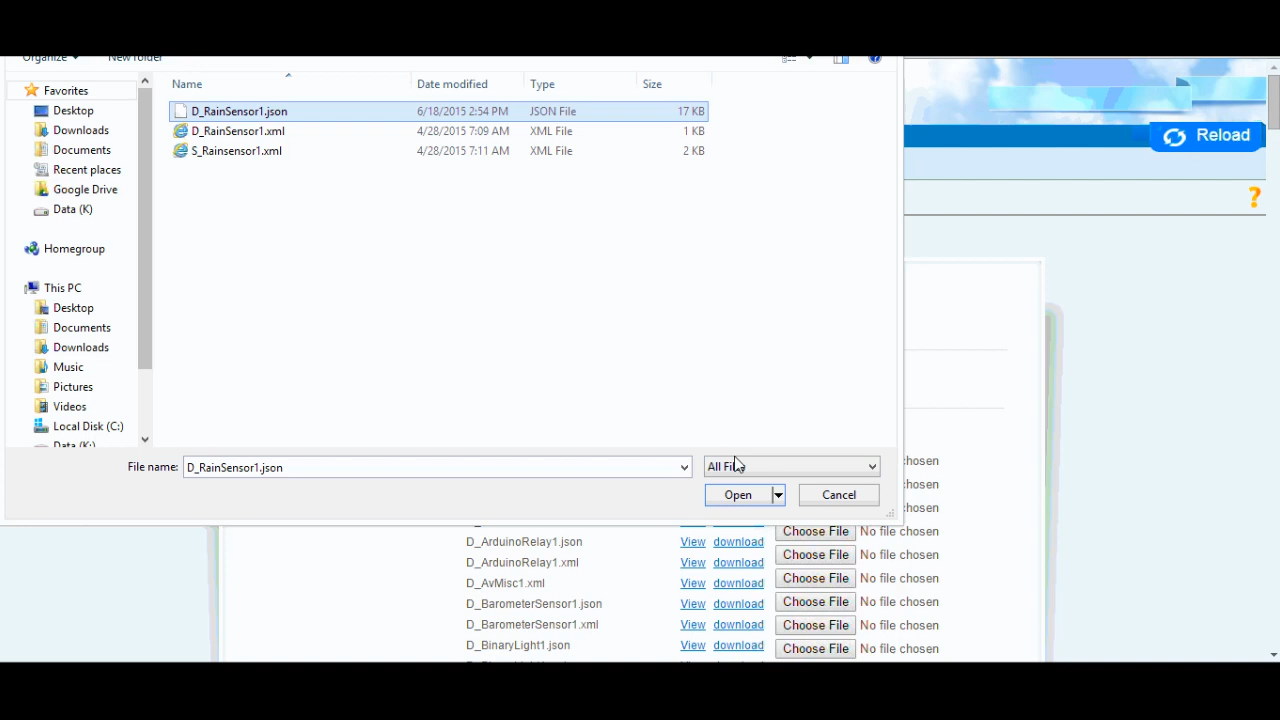 Organize New folder
Name Date modified Type Size
Favorites
Desktop
Downloads
Documents
Recent places
Google Drive
Data (K)
Homegroup
This PC
Desktop
Documents
Downloads
Music
Pictures
Videos
Local Disk (C:)
Data (K:)
D_RainSensor1.json 6/18/2015 2:54 PM JSON File 17 KB
D_RainSensor1.xml 4/28/2015 7:09 AM XML File 1 KB
S_Rainsensor1.xml 4/28/2015 7:11 AM XML File 2 KB
File name: D_RainSensor1.json All Files
Open Cancel
Reload
?
chosen
chosen
chosen
Choose File No file chosen
D_ArduinoRelay1.json View download
Choose File No file chosen
D_ArduinoRelay1.xml View download
Choose File No file chosen
D_AvMisc1.xml View download
Choose File No file chosen
D_BarometerSensor1.json View download
Choose File No file chosen
D_BarometerSensor1.xml View download
Choose File No file chosen
D_BinaryLight1.json View download